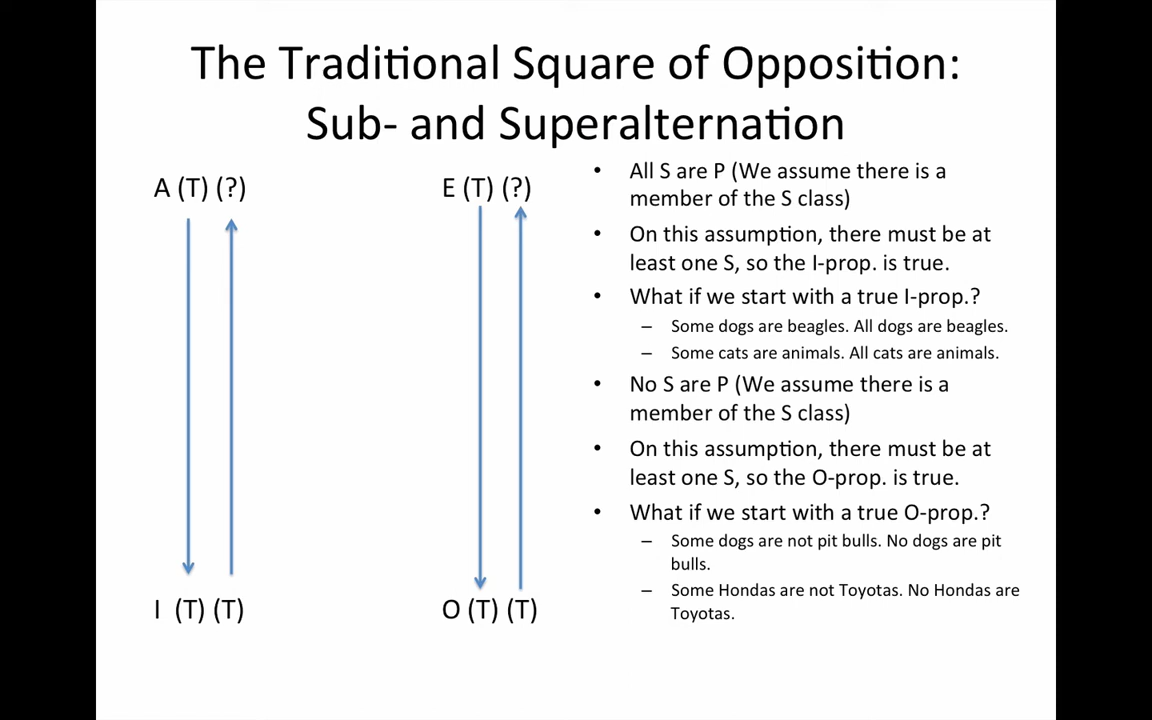 The Traditional Square of Opposition:
Sub- and Superalternation
A (T) (?)
E (T) (?)
I (T) (T)
O (T) (T)
• All S are P (We assume there is a
member of the S class)
• On this assumption, there must be at
least one S, so the I-prop. is true.
• What if we start with a true I-prop.?
– Some dogs are beagles. All dogs are beagles.
– Some cats are animals. All cats are animals.
• No S are P (We assume there is a
member of the S class)
• On this assumption, there must be at
least one S, so the O-prop. is true.
• What if we start with a true O-prop.?
– Some dogs are not pit bulls. No dogs are pit
bulls.
– Some Hondas are not Toyotas. No Hondas are
Toyotas.